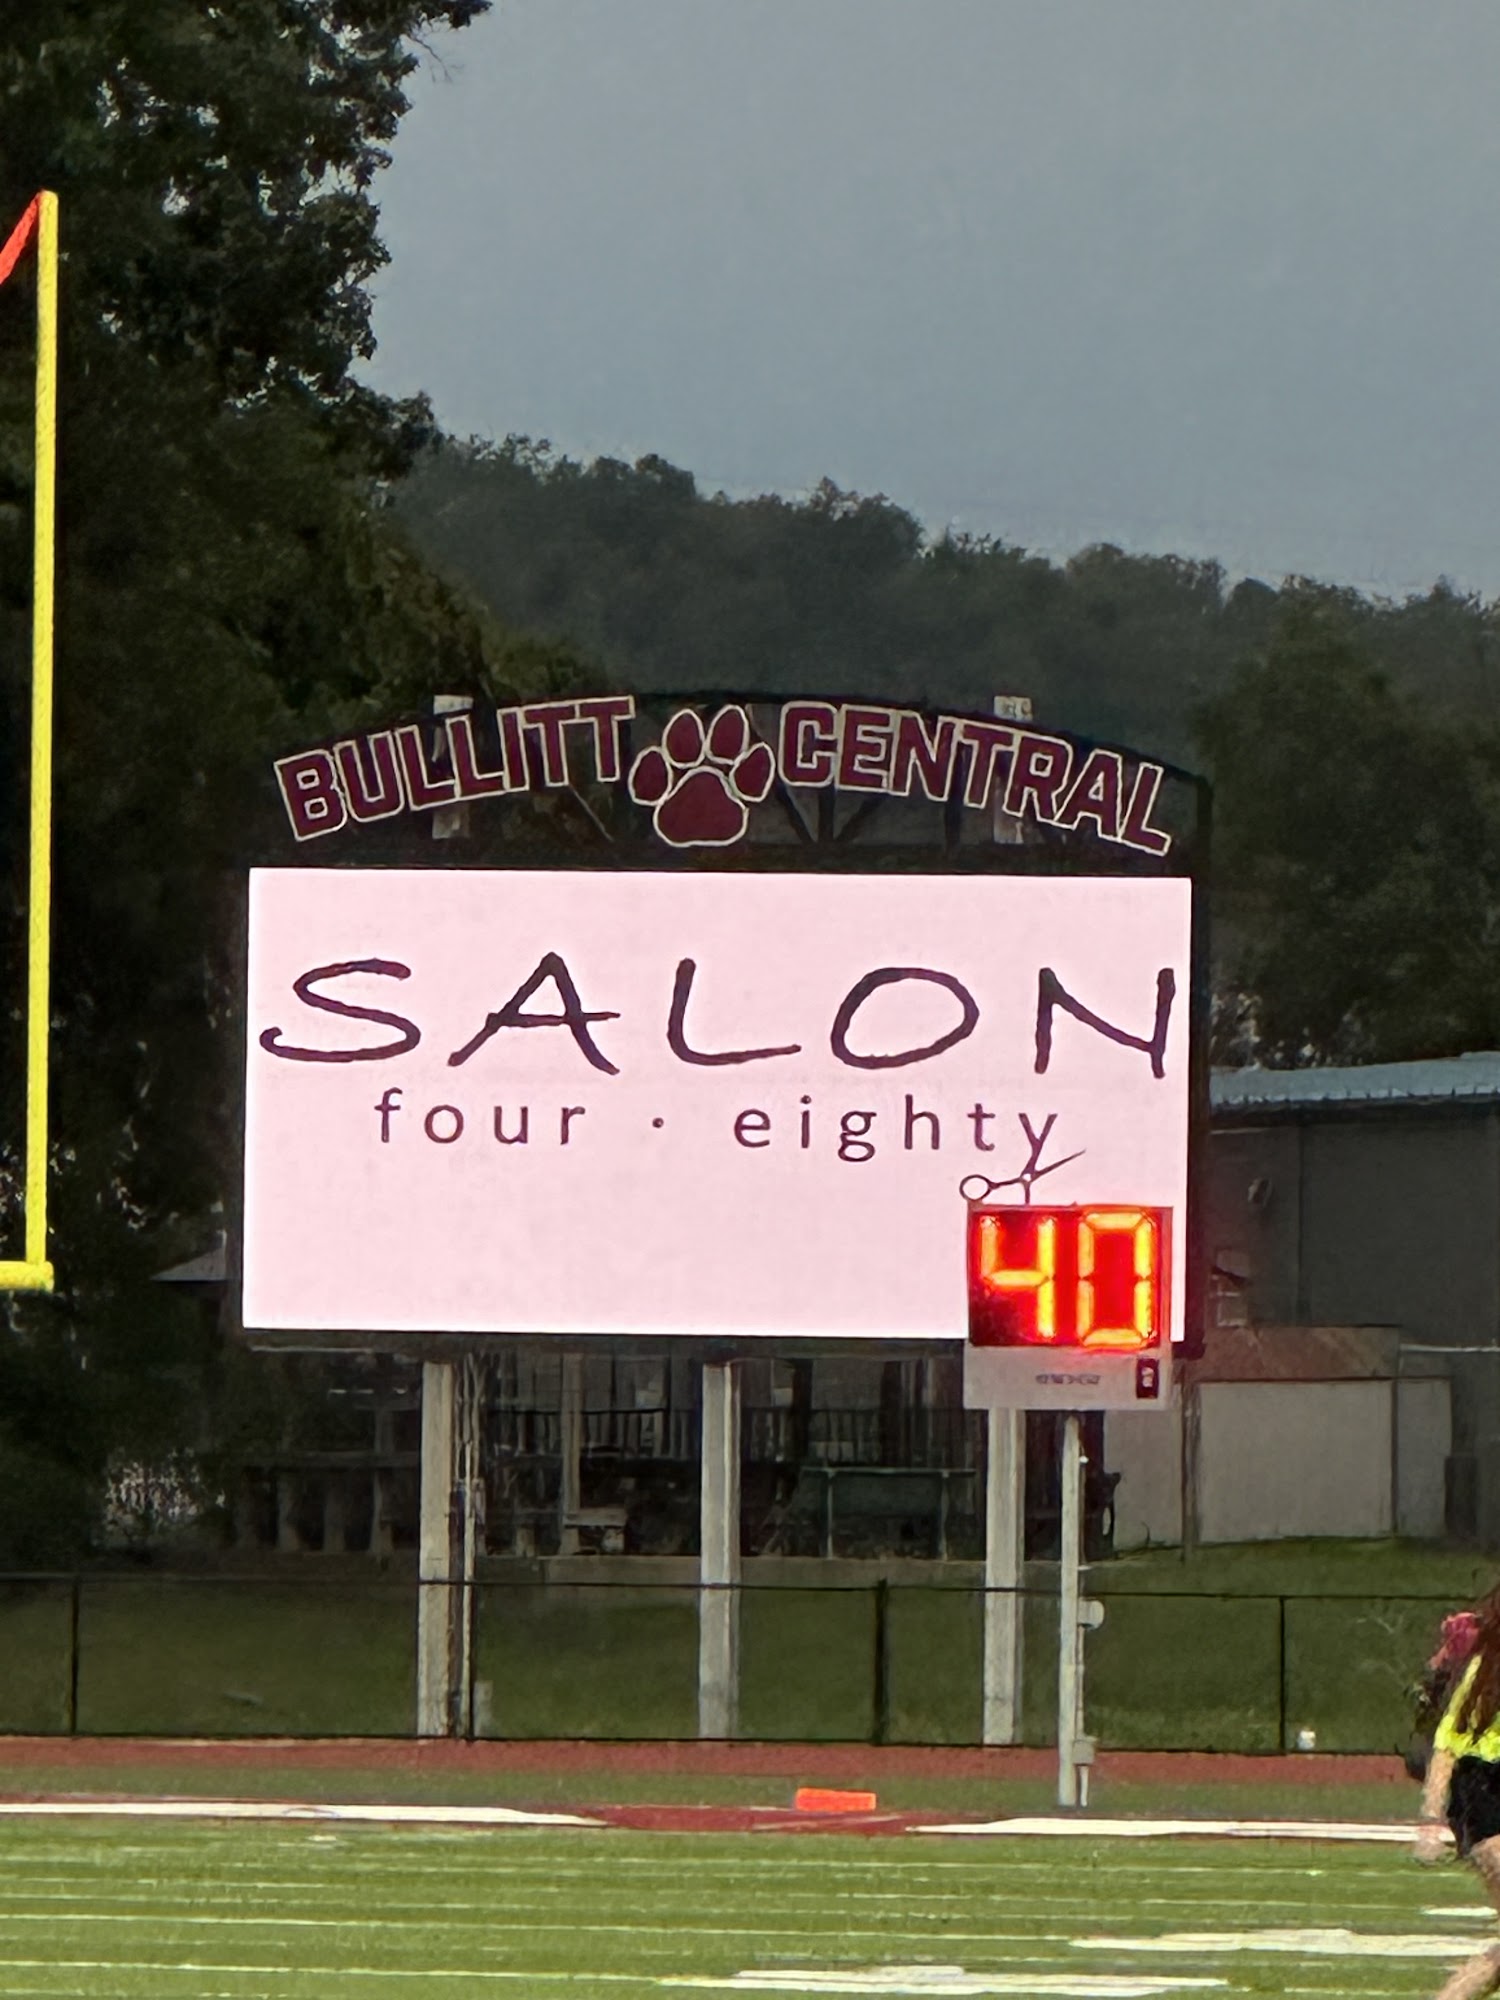 BULLITT CENTRAL
SALON
four · eighty
40